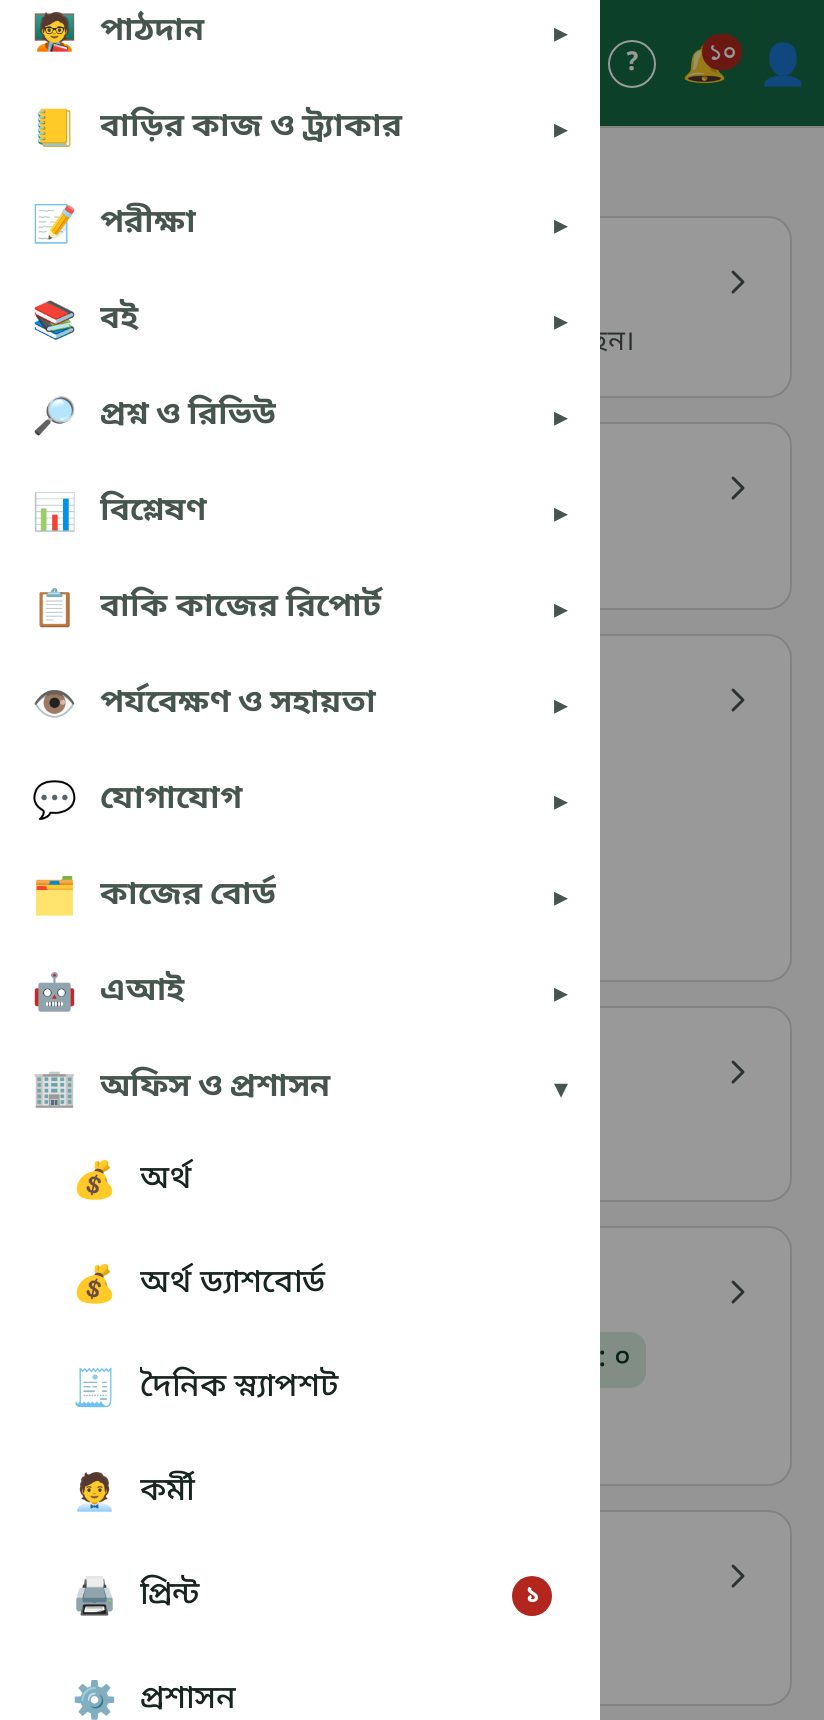 পাঠদান
?
১০
বাড়ির কাজ ও ট্র্যাকার
পরীক্ষা
বই
প্রশ্ন ও রিভিউ
বিশ্লেষণ
বাকি কাজের রিপোর্ট
পর্যবেক্ষণ ও সহায়তা
যোগাযোগ
কাজের বোর্ড
এআই
অফিস ও প্রশাসন
অর্থ
অর্থ ড্যাশবোর্ড
: ০
দৈনিক স্ন্যাপশট
কর্মী
প্রিন্ট
১
প্রশাসন